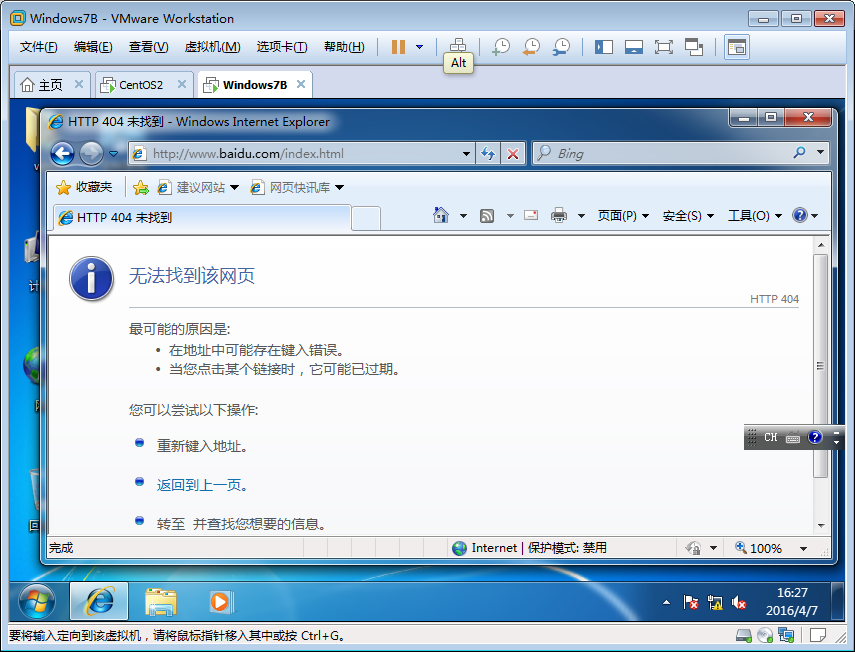 Windows7B - VMware Workstation
文件(F) 编辑(E) 查看(V) 虚拟机(M) 选项卡(T) 帮助(H)
Alt
主页 CentOS2 Windows7B
HTTP 404 未找到 - Windows Internet Explorer
http://www.baidu.com/index.html Bing
收藏夹 建议网站 网页快讯库
HTTP 404 未找到 页面(P) 安全(S) 工具(O)
无法找到该网页
HTTP 404
最可能的原因是:
• 在地址中可能存在键入错误。
• 当您点击某个链接时，它可能已过期。
您可以尝试以下操作:
CH
重新键入地址。
返回到上一页。
转至 并查找您想要的信息。
完成 Internet | 保护模式: 禁用 100%
16:27
2016/4/7
要将输入定向到该虚拟机，请将鼠标指针移入其中或按 Ctrl+G。